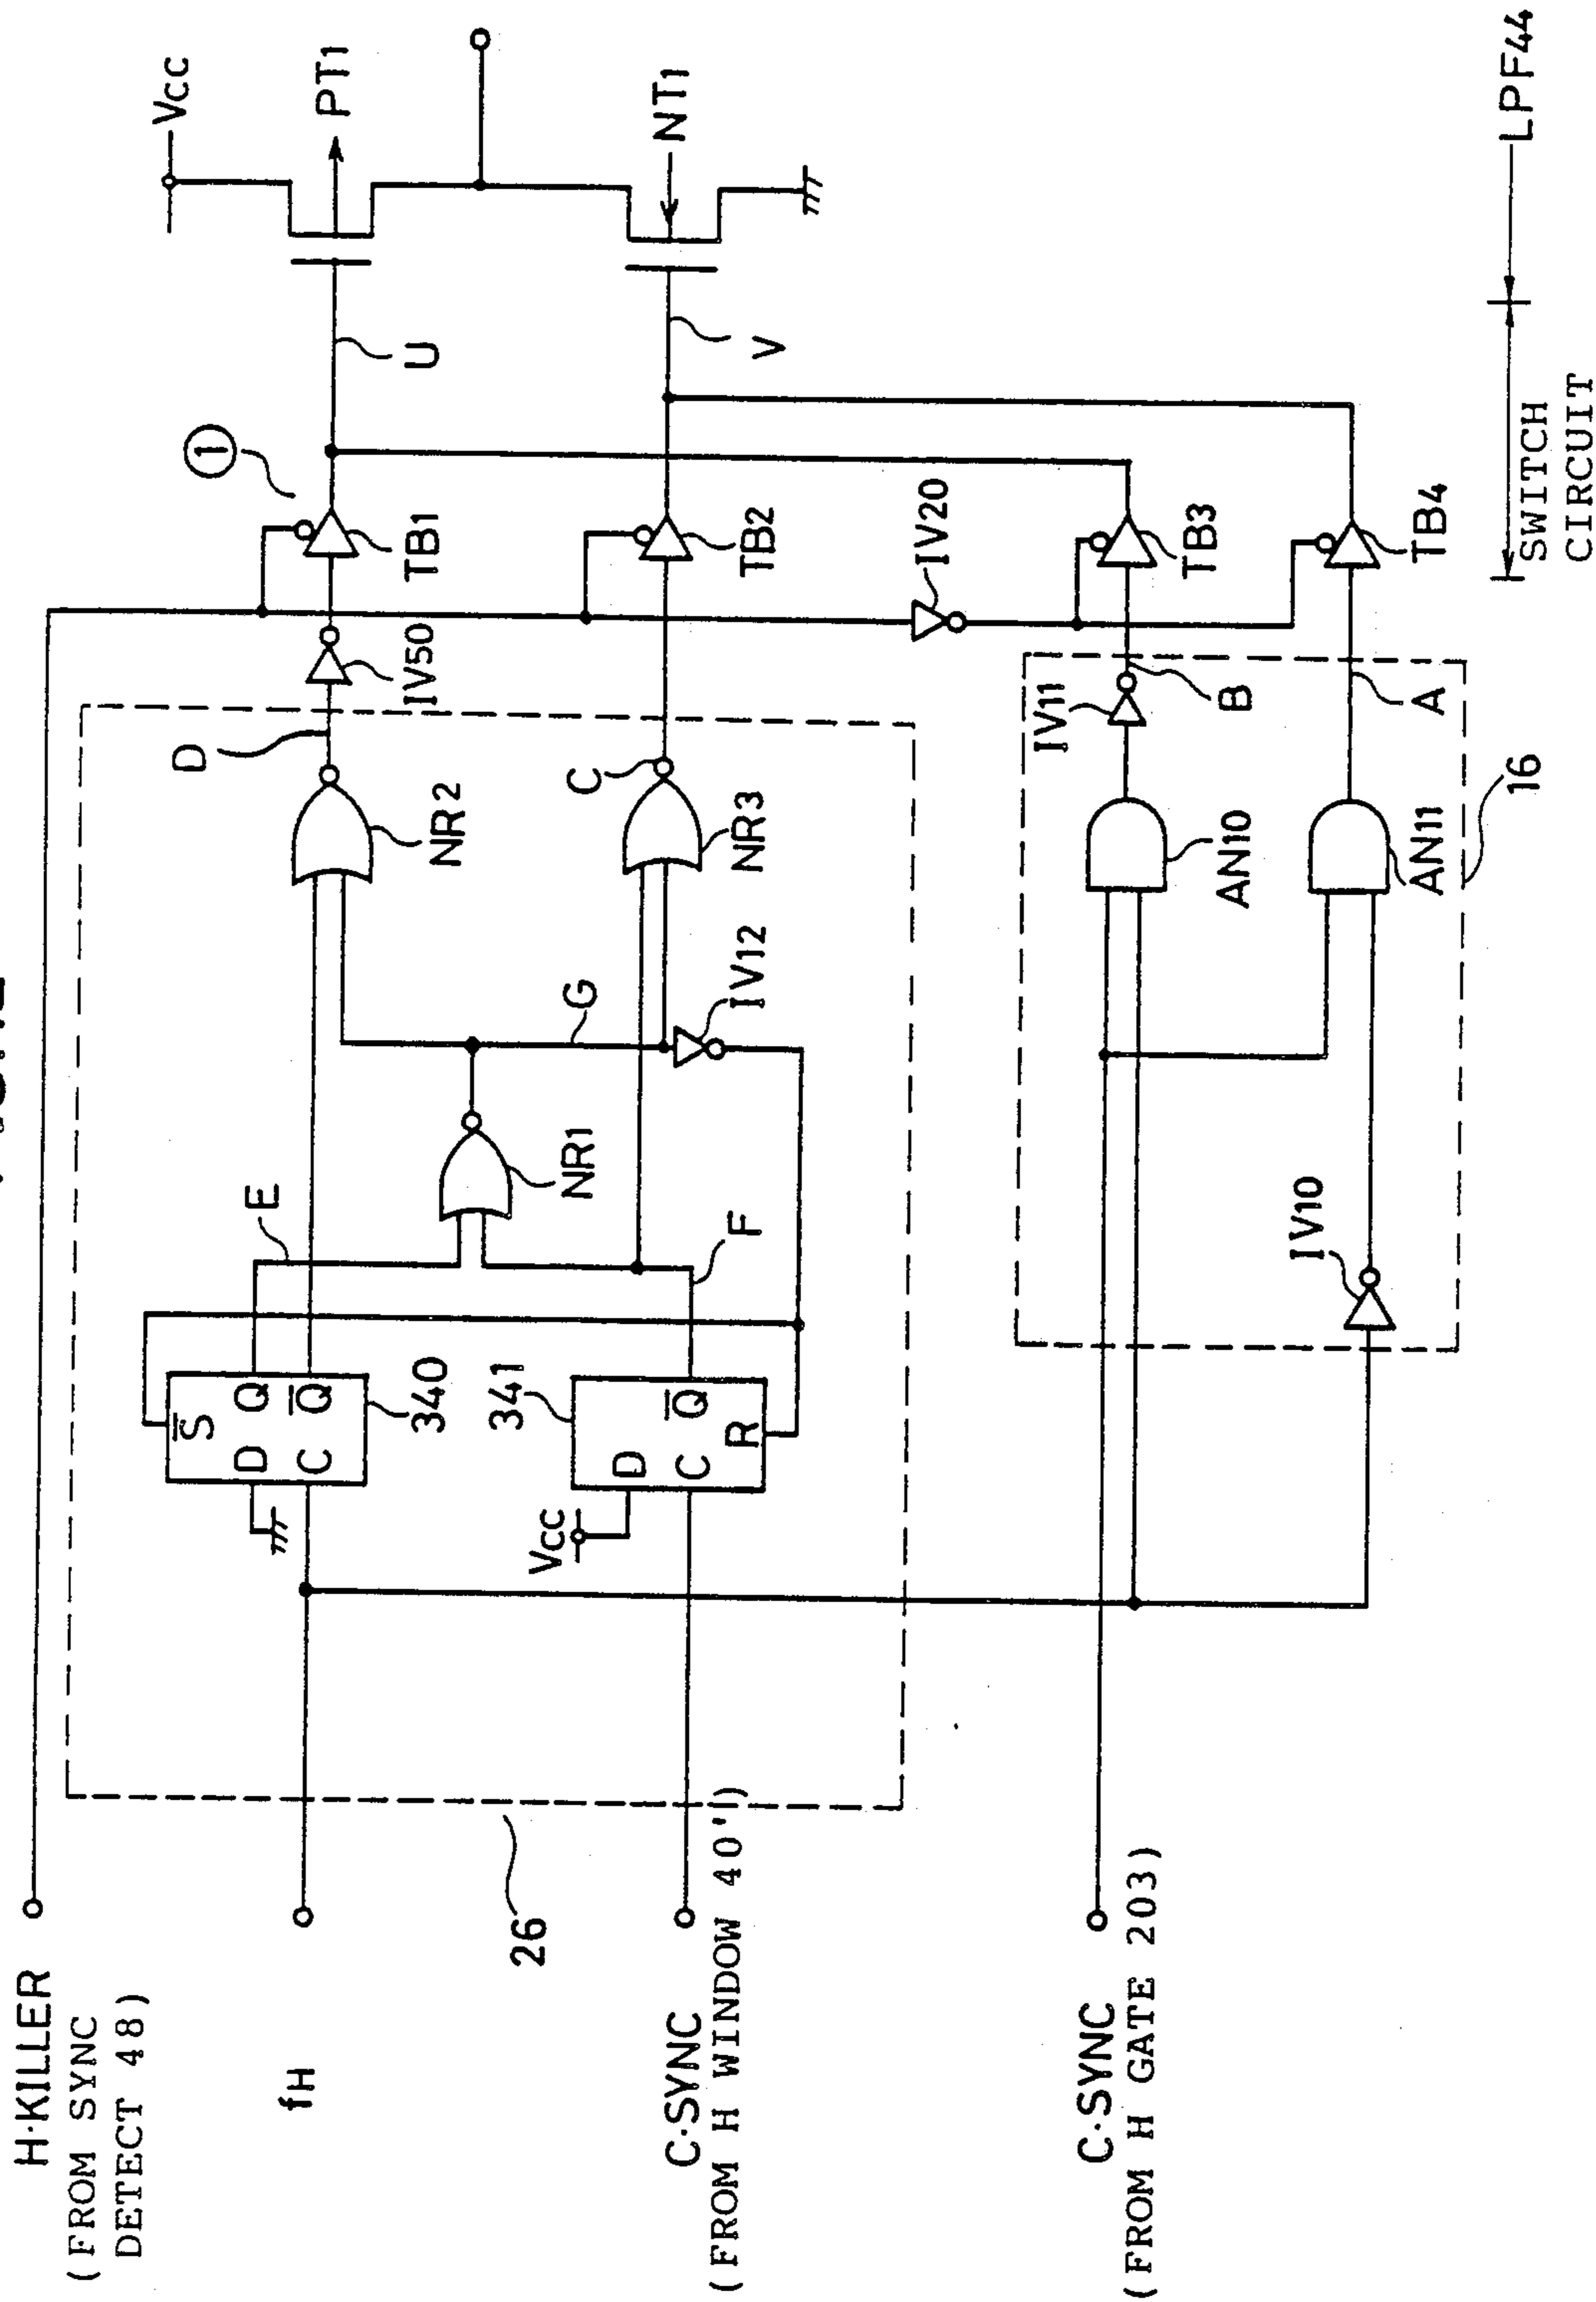 H·KILLER
(FROM SYNC
DETECT 48)
fH
C·SYNC
(FROM H WINDOW 40'1)
C·SYNC
(FROM H GATE 203)
26
S
D
Q
C
Q
340
341
Vcc
D
Q
C
R
E
F
NR1
G
IV12
NR2
NR3
D
C
IV50
1
TB1
TB2
IV20
TB3
TB4
U
V
Vcc
PT1
NT1
IV10
AN10
AN11
IV11
B
A
16
SWITCH
CIRCUIT
LPF44